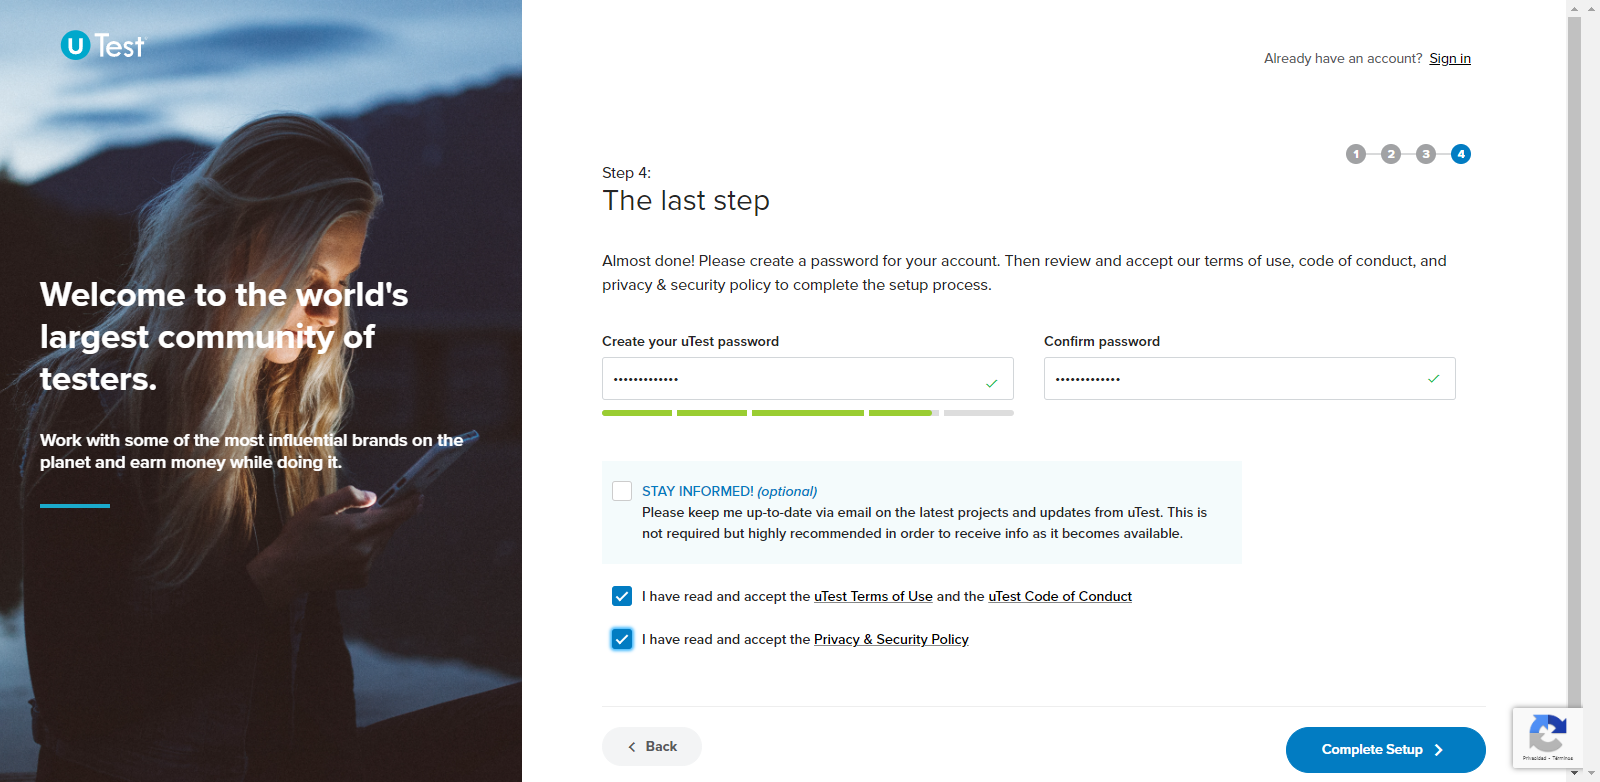 uTest
Welcome to the world's
largest community of
testers.
Work with some of the most influential brands on the
planet and earn money while doing it.
Already have an account? Sign in
1 2 3 4
Step 4:
The last step
Almost done! Please create a password for your account. Then review and accept our terms of use, code of conduct, and
privacy & security policy to complete the setup process.
Create your uTest password
Confirm password
•••••••••••••
•••••••••••••
STAY INFORMED! (optional)
Please keep me up-to-date via email on the latest projects and updates from uTest. This is
not required but highly recommended in order to receive info as it becomes available.
I have read and accept the uTest Terms of Use and the uTest Code of Conduct
I have read and accept the Privacy & Security Policy
Back
Complete Setup
Privacidad - Términos